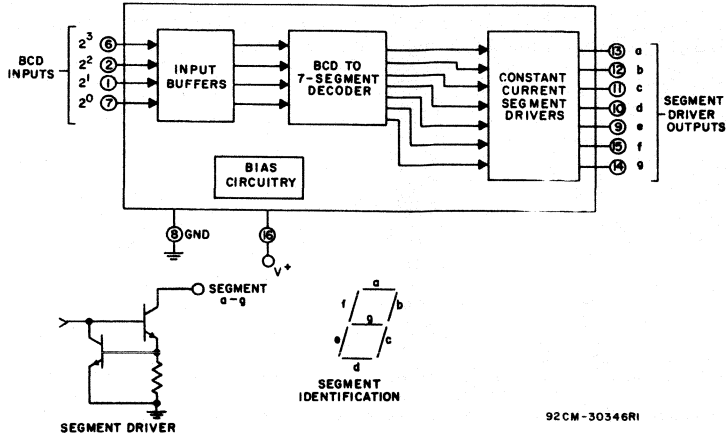 BCD INPUTS
2³ 6
2² 2
2¹ 1
2⁰ 7
INPUT BUFFERS
BCD TO 7-SEGMENT DECODER
CONSTANT CURRENT SEGMENT DRIVERS
13 a
12 b
11 c
10 d
9 e
15 f
14 g
SEGMENT DRIVER OUTPUTS
BIAS CIRCUITRY
8 GND
16
V+
SEGMENT a-g
SEGMENT DRIVER
a
f
b
g
e
c
d
SEGMENT IDENTIFICATION
92CM-30346RI